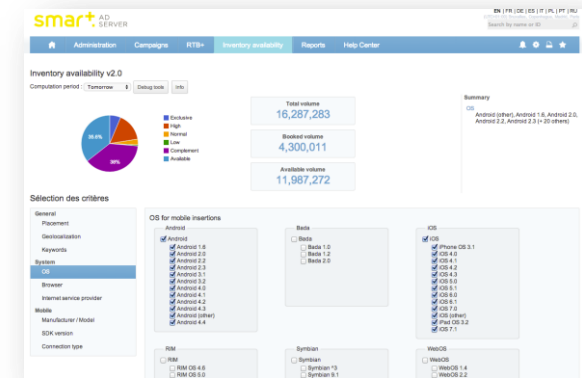 smart AD
SERVER
EN | FR | DE | ES | IT | PL | PT | RU
Search by name or ID
Administration Campaigns RTB+ Inventory availability Reports Help Center
Inventory availability v2.0
Computation period : Tomorrow Debug tools Info
Exclusive
High
Normal
Low
Complement
Available
Total volume
16,287,283
Booked volume
4,300,011
Available volume
11,987,272
Summary
OS
Android (other), Android 1.6, Android 2.0,
Android 2.2, Android 2.3 (+ 20 others)
Sélection des critères
General
Placement
Geolocalization
Keywords
System
OS
Browser
Internet service provider
Mobile
Manufacturer / Model
SDK version
Connection type
OS for mobile insertions
Android
Android
Android 1.6
Android 2.0
Android 2.2
Android 2.3
Android 3.1
Android 3.2
Android 4.0
Android 4.1
Android 4.2
Android 4.3
Android (other)
Android 4.4
Bada
Bada
Bada 1.0
Bada 1.2
Bada 2.0
iOS
iOS
iPhone OS 3.1
iOS 4.0
iOS 4.1
iOS 4.2
iOS 4.3
iOS 5.0
iOS 5.1
iOS 6.0
iOS 6.1
iOS 7.0
iOS (other)
iPad OS 3.2
iOS 7.1
RIM
RIM
RIM OS 4.6
RIM OS 5.0
Symbian
Symbian
Symbian ^3
Symbian 9.1
WebOS
WebOS
WebOS 1.4
WebOS 2.2